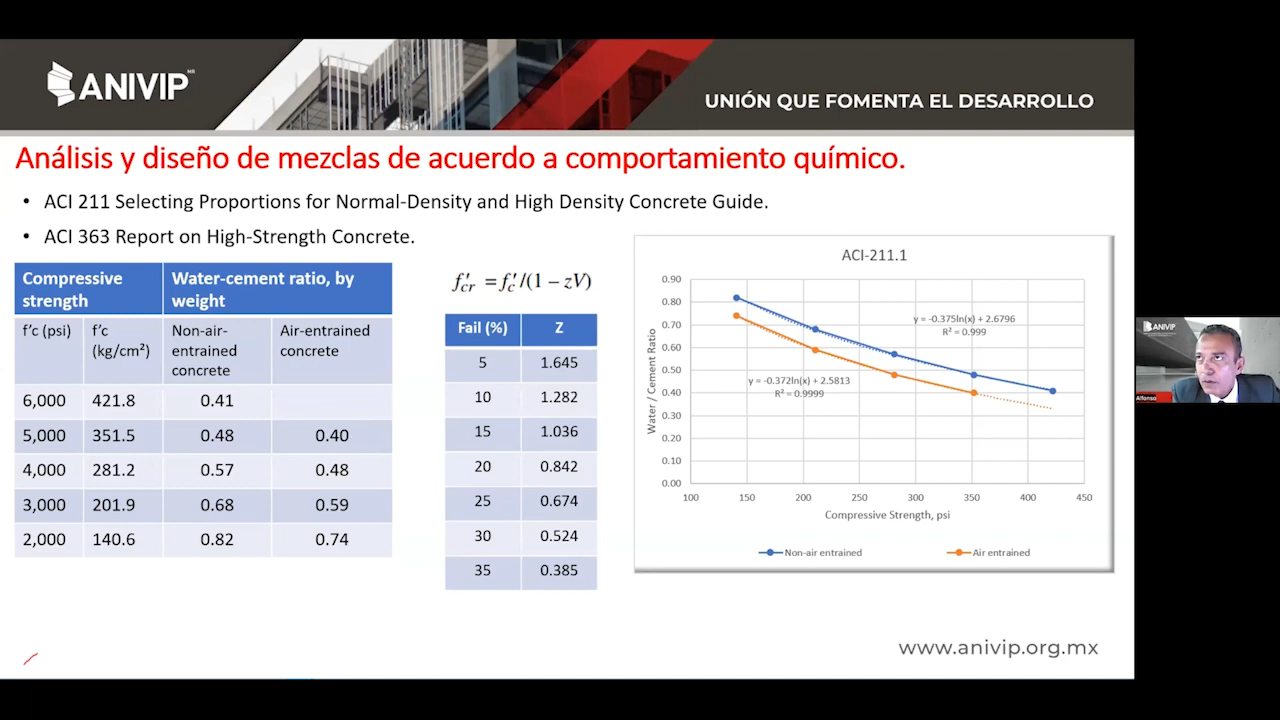 ANIVIP
UNIÓN QUE FOMENTA EL DESARROLLO
Análisis y diseño de mezclas de acuerdo a comportamiento químico.
• ACI 211 Selecting Proportions for Normal-Density and High Density Concrete Guide.
• ACI 363 Report on High-Strength Concrete.
Compressive strength
Water-cement ratio, by weight
f'c (psi)
f'c (kg/cm²)
Non-air-entrained concrete
Air-entrained concrete
6,000 421.8 0.41
5,000 351.5 0.48 0.40
4,000 281.2 0.57 0.48
3,000 201.9 0.68 0.59
2,000 140.6 0.82 0.74
f'cr = f'c/(1 – zV)
Fail (%) Z
5 1.645
10 1.282
15 1.036
20 0.842
25 0.674
30 0.524
35 0.385
ACI-211.1
Water / Cement Ratio
0.90
0.80
0.70
0.60
0.50
0.40
0.30
0.20
0.10
0.00
y = -0.375ln(x) + 2.6796
R² = 0.999
y = -0.372ln(x) + 2.5813
R² = 0.9999
100 150 200 250 300 350 400 450
Compressive Strength, psi
Non-air entrained Air entrained
www.anivip.org.mx
ANIVIP
Alfonso